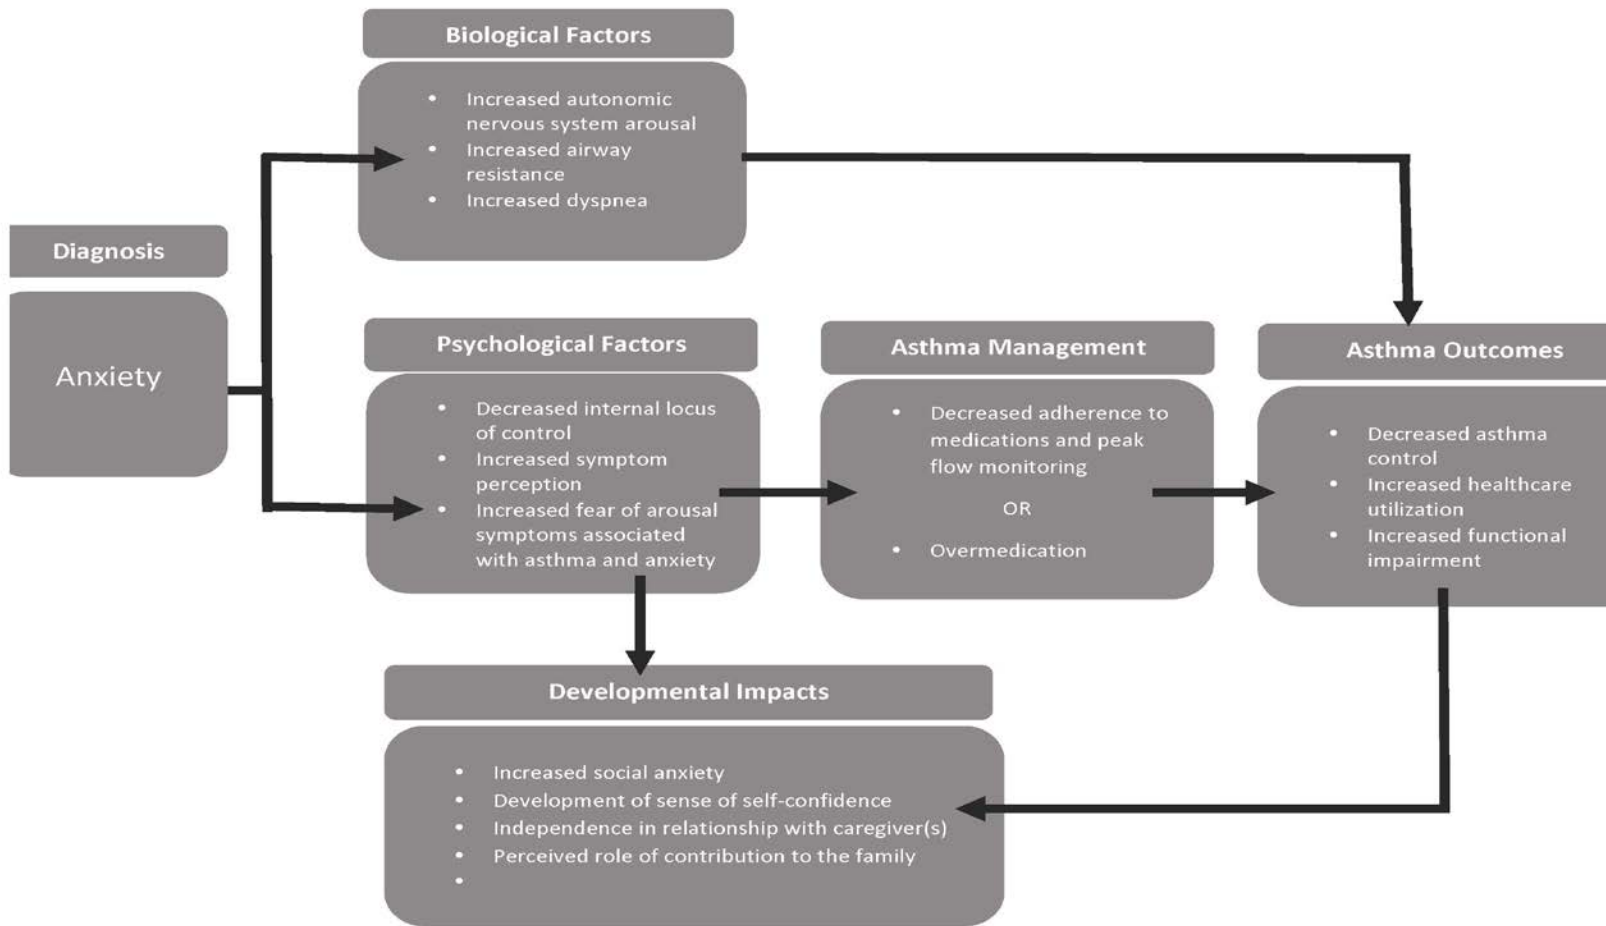 Biological Factors
• Increased autonomic
nervous system arousal
• Increased airway
resistance
• Increased dyspnea
Diagnosis
Anxiety
Psychological Factors
• Decreased internal locus
of control
• Increased symptom
perception
• Increased fear of arousal
symptoms associated
with asthma and anxiety
Asthma Management
• Decreased adherence to
medications and peak
flow monitoring
OR
• Overmedication
Asthma Outcomes
• Decreased asthma
control
• Increased healthcare
utilization
• Increased functional
impairment
Developmental Impacts
• Increased social anxiety
• Development of sense of self-confidence
• Independence in relationship with caregiver(s)
• Perceived role of contribution to the family
•